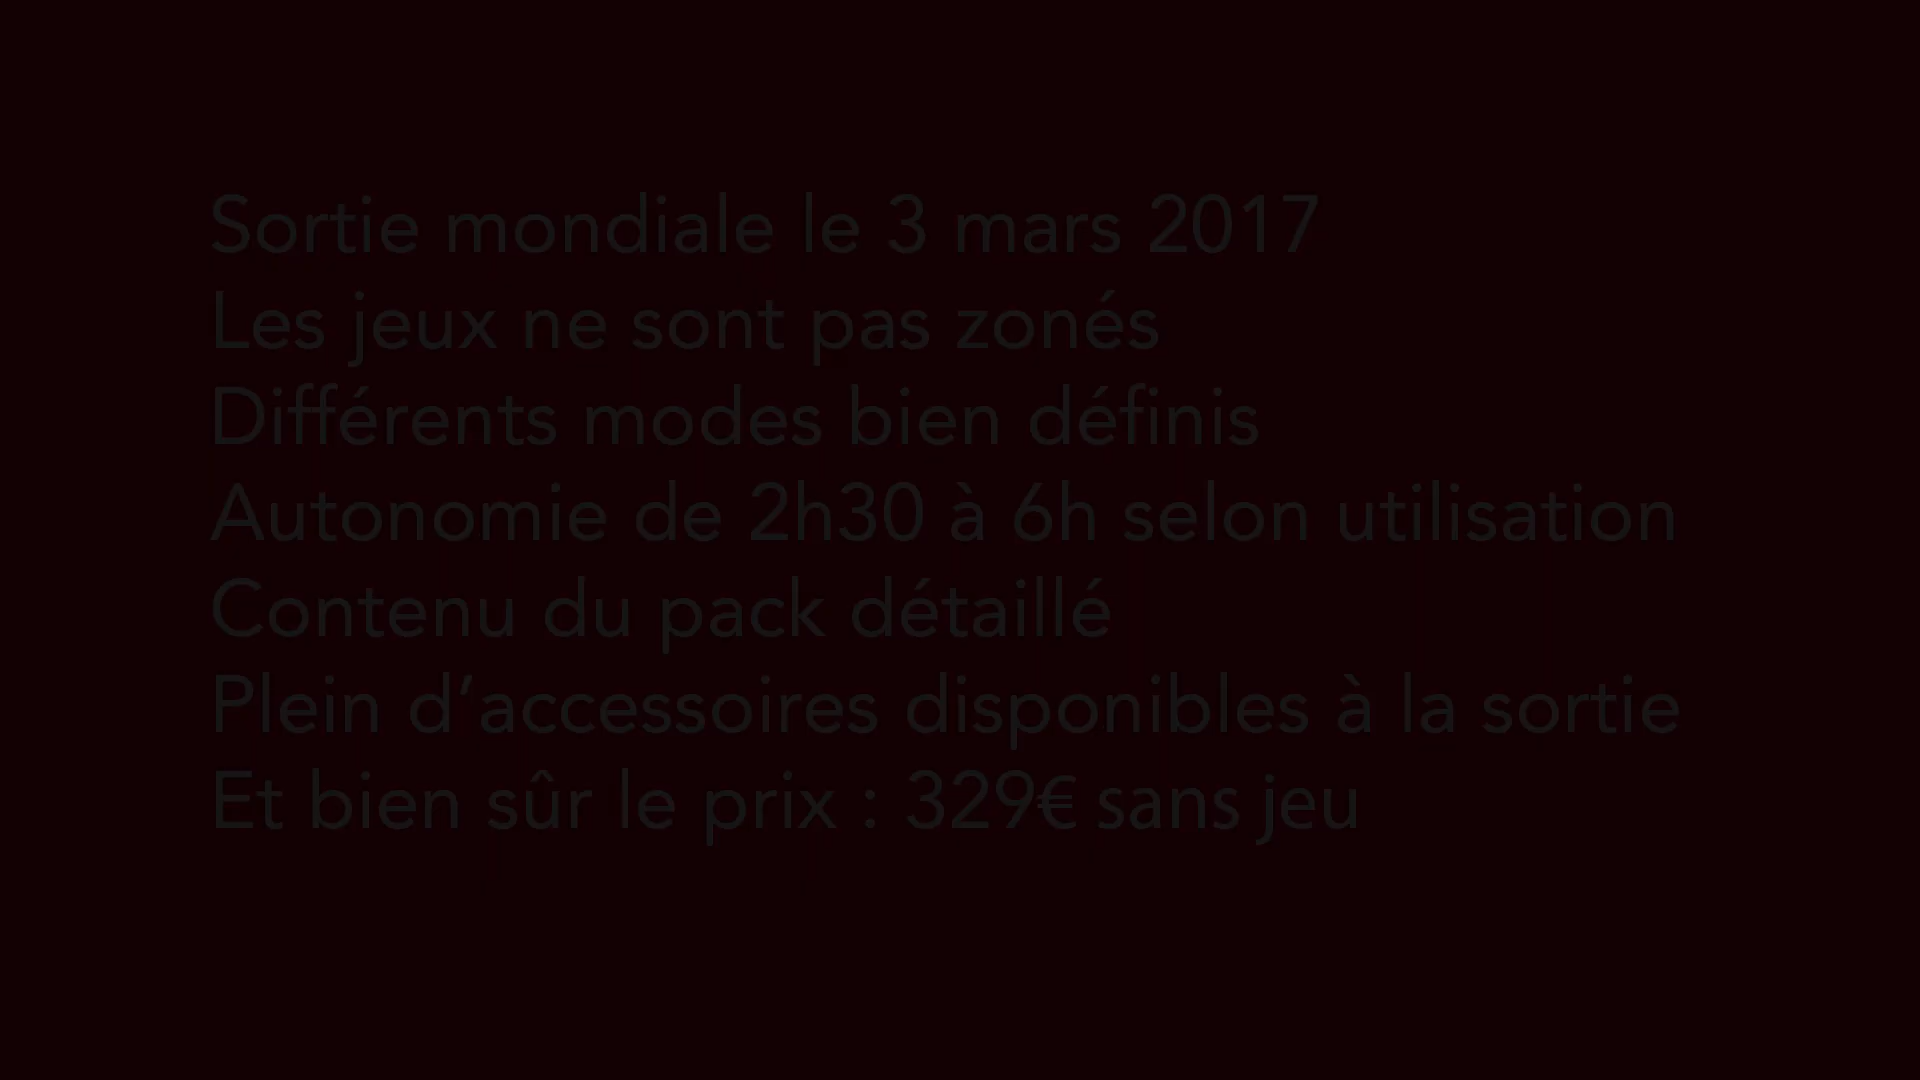 Sortie mondiale le 3 mars 2017
Les jeux ne sont pas zonés
Différents modes bien définis
Autonomie de 2h30 à 6h selon utilisation
Contenu du pack détaillé
Plein d’accessoires disponibles à la sortie
Et bien sûr le prix : 329€ sans jeu